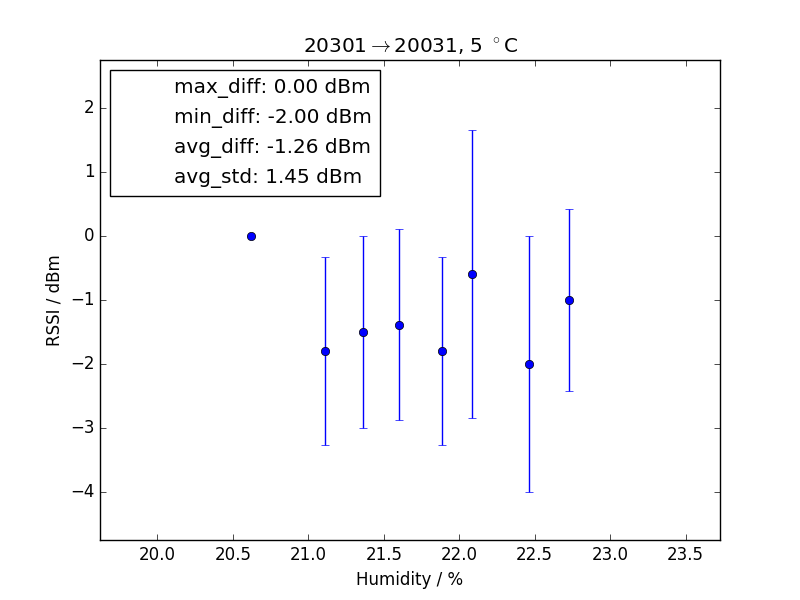 20301→20031, 5 °C
max_diff: 0.00 dBm
min_diff: -2.00 dBm
avg_diff: -1.26 dBm
avg_std: 1.45 dBm
RSSI / dBm
2
1
0
−1
−2
−3
−4
20.0 20.5 21.0 21.5 22.0 22.5 23.0 23.5
Humidity / %